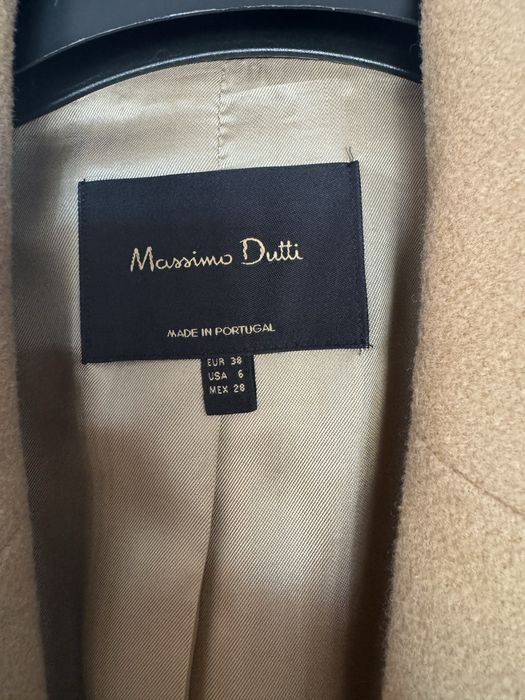 Massimo Dutti
MADE IN PORTUGAL
EUR 38
USA 6
MEX 28